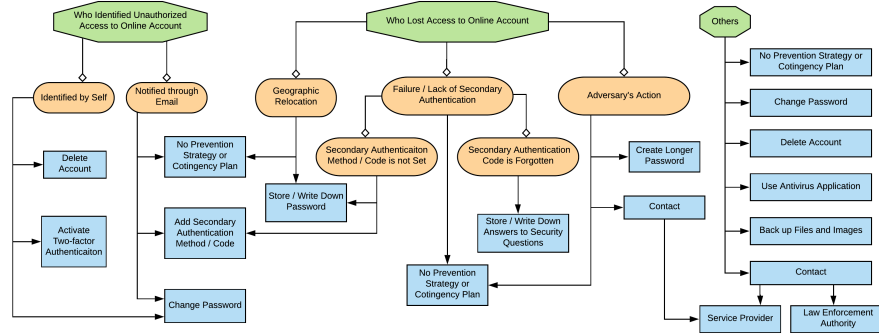 Who Identified Unauthorized
Access to Online Account
Who Lost Access to Online Account
Others
Identified by Self
Notified through
Email
Geographic
Relocation
Failure / Lack of Secondary
Authentication
Adversary's Action
No Prevention Strategy or
Cotingency Plan
Change Password
Delete
Account
No Prevention
Strategy or
Cotingency Plan
Secondary Authenticaiton
Method / Code is not Set
Secondary Authentication
Code is Forgotten
Create Longer
Password
Delete Account
Use Antivirus Application
Store / Write Down
Password
Contact
Activate
Two-factor
Authenticaiton
Add Secondary
Authentication
Method / Code
Store / Write Down
Answers to Security
Questions
Back up Files and Images
No Prevention
Strategy or
Cotingency Plan
Contact
Change Password
Service Provider
Law Enforcement
Authority